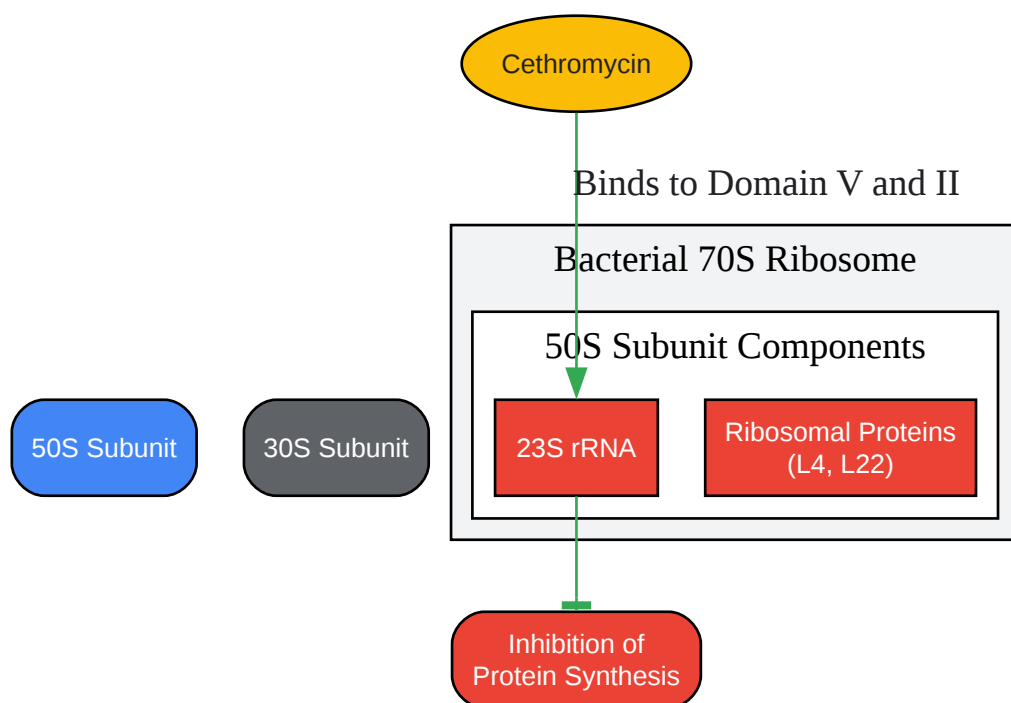 Cethromycin
Binds to Domain V and II
Bacterial 70S Ribosome
50S Subunit Components
50S Subunit
30S Subunit
23S rRNA
Ribosomal Proteins
(L4, L22)
Inhibition of
Protein Synthesis